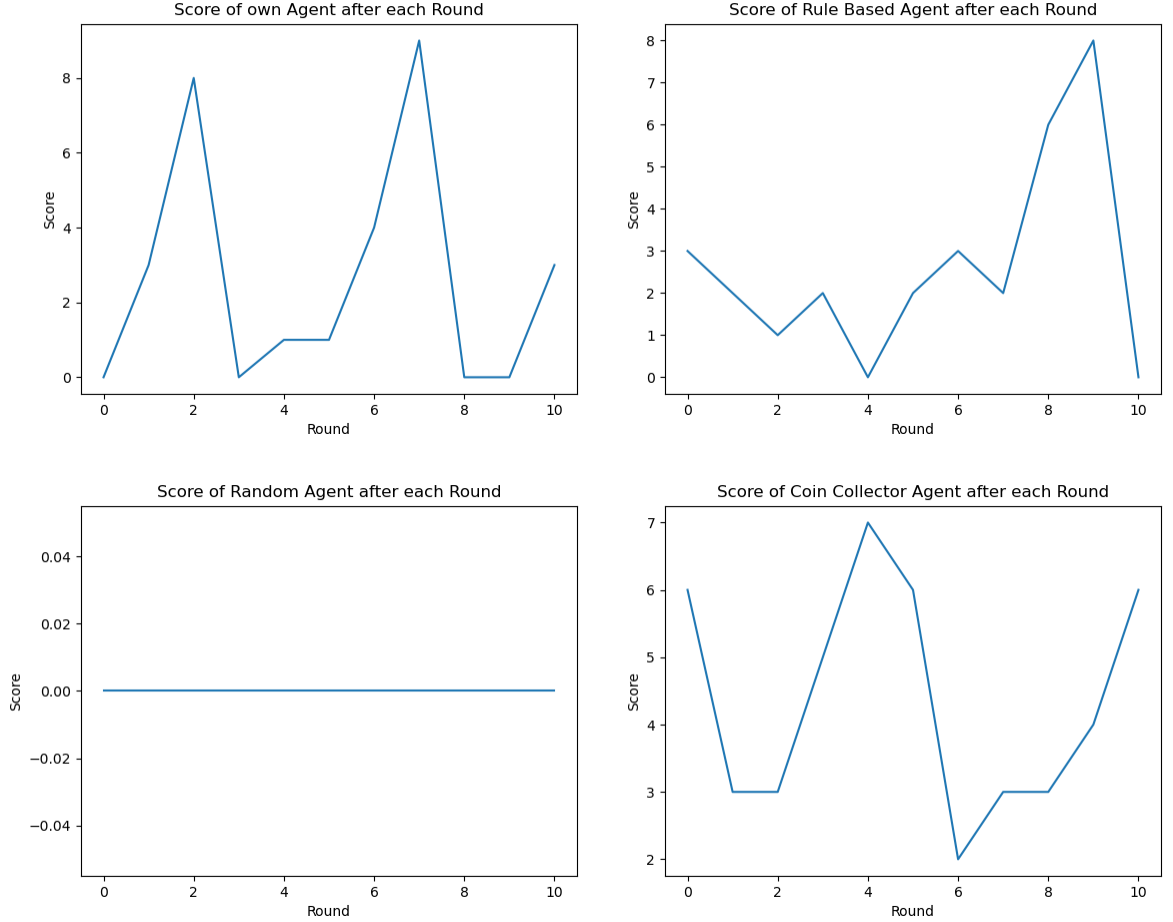 Score of own Agent after each Round
Score
8
6
4
2
0
0 2 4 6 8 10
Round
Score of Rule Based Agent after each Round
Score
8
7
6
5
4
3
2
1
0
0 2 4 6 8 10
Round
Score of Random Agent after each Round
Score
0.04
0.02
0.00
−0.02
−0.04
0 2 4 6 8 10
Round
Score of Coin Collector Agent after each Round
Score
7
6
5
4
3
2
0 2 4 6 8 10
Round